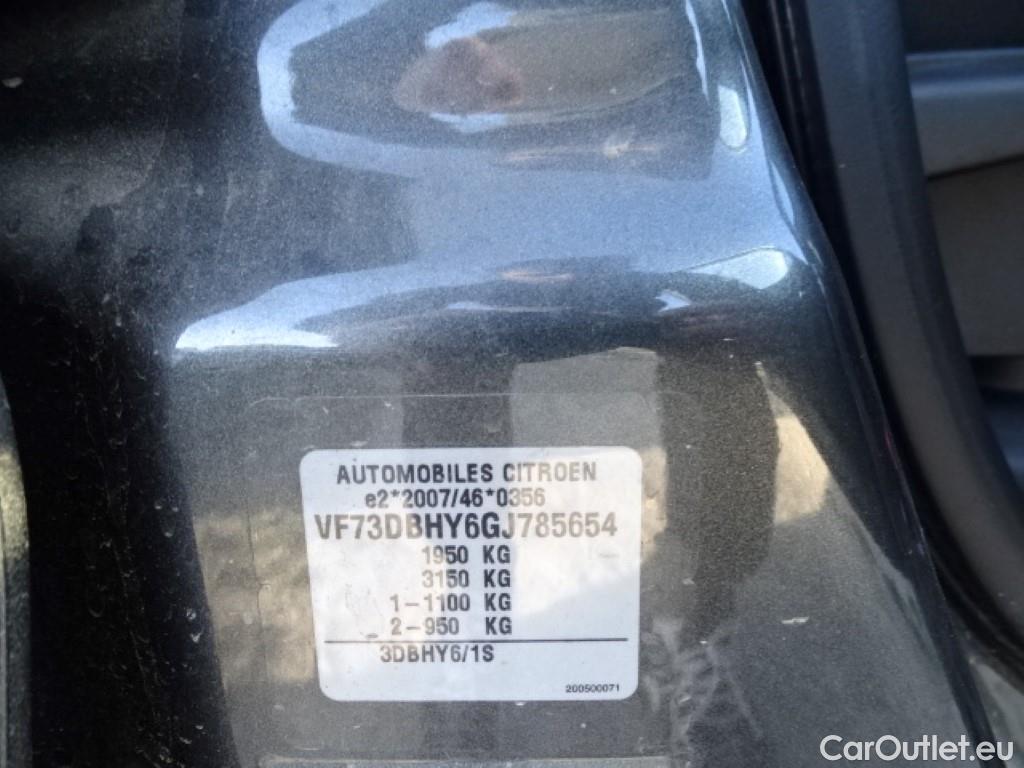 AUTOMOBILES CITROEN
e2*2007/46*0356
VF73DBHY6GJ785654
1950 KG
3150 KG
1-1100 KG
2-950 KG
3DBHY6/1S
200500071
CarOutlet.eu